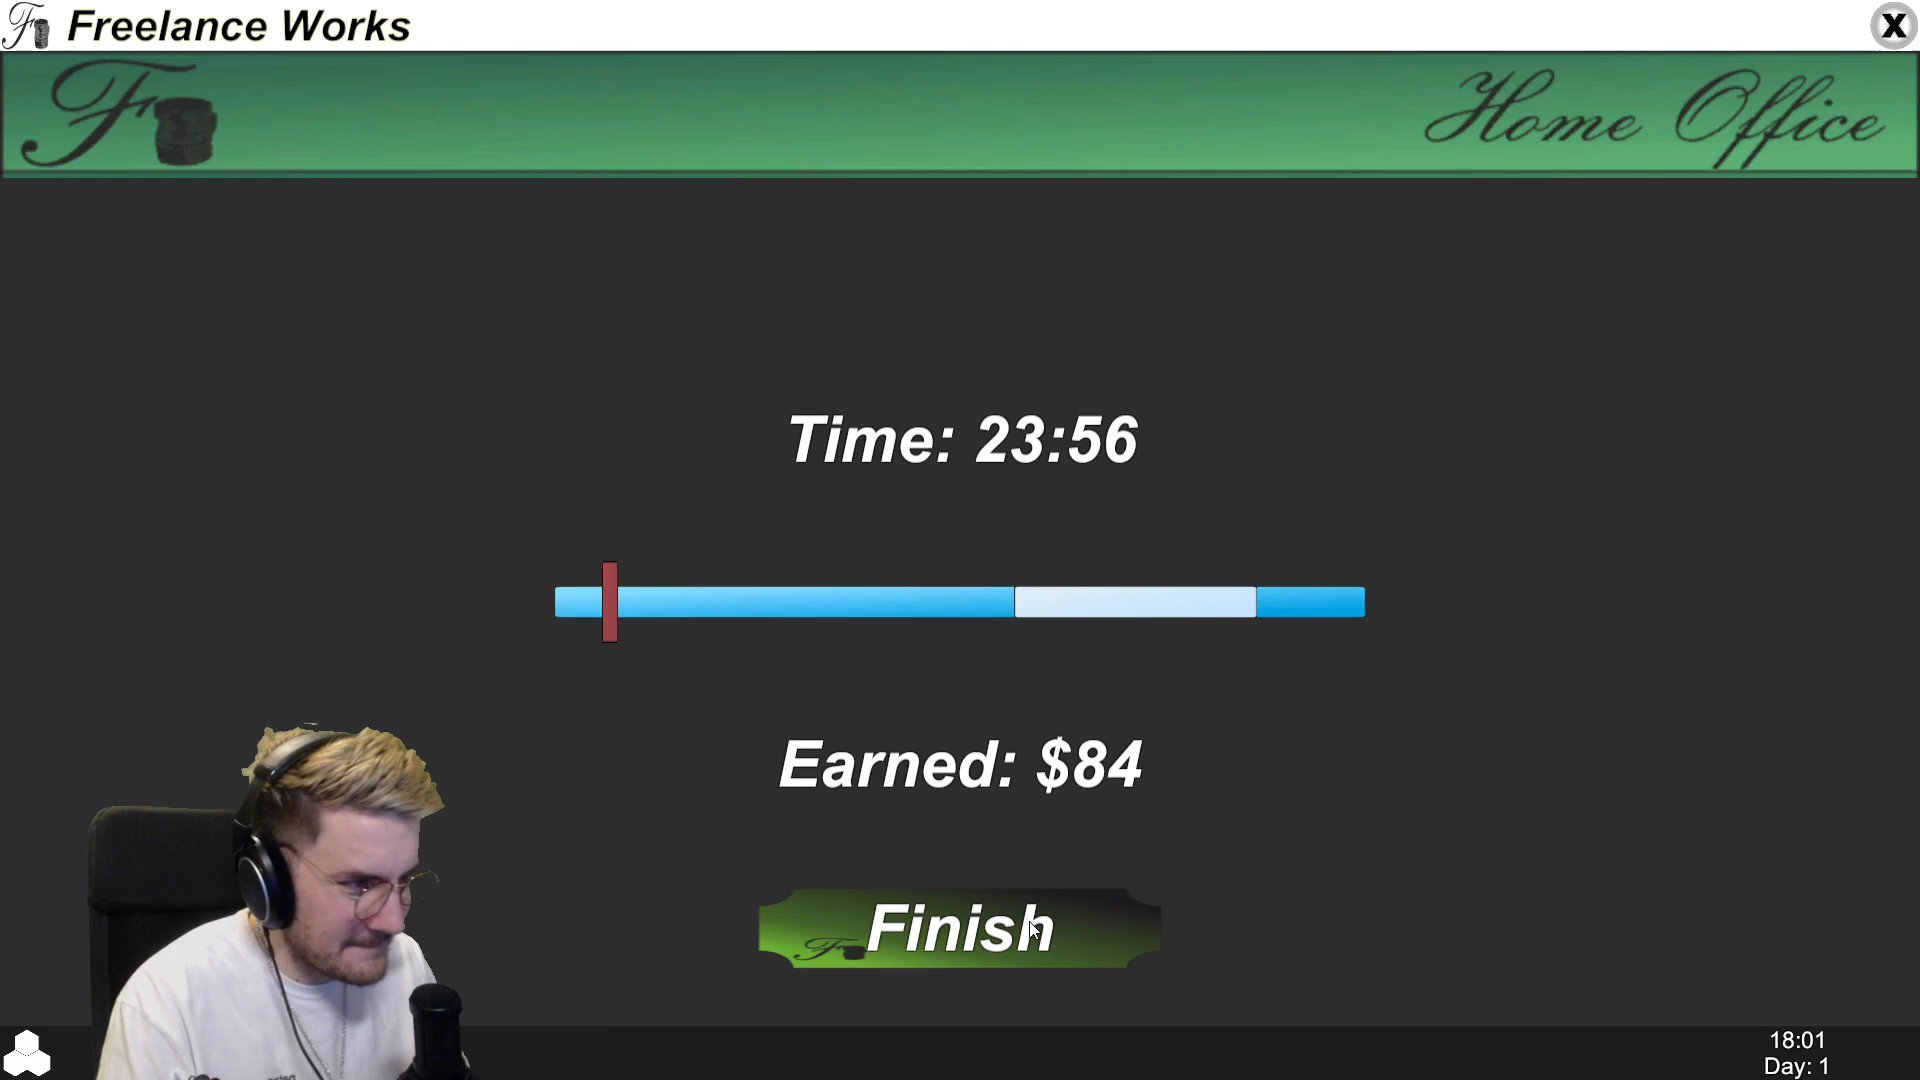 Freelance Works
X
F
Home Office
Time: 23:56
Earned: $84
Finish
18:01
Day: 1